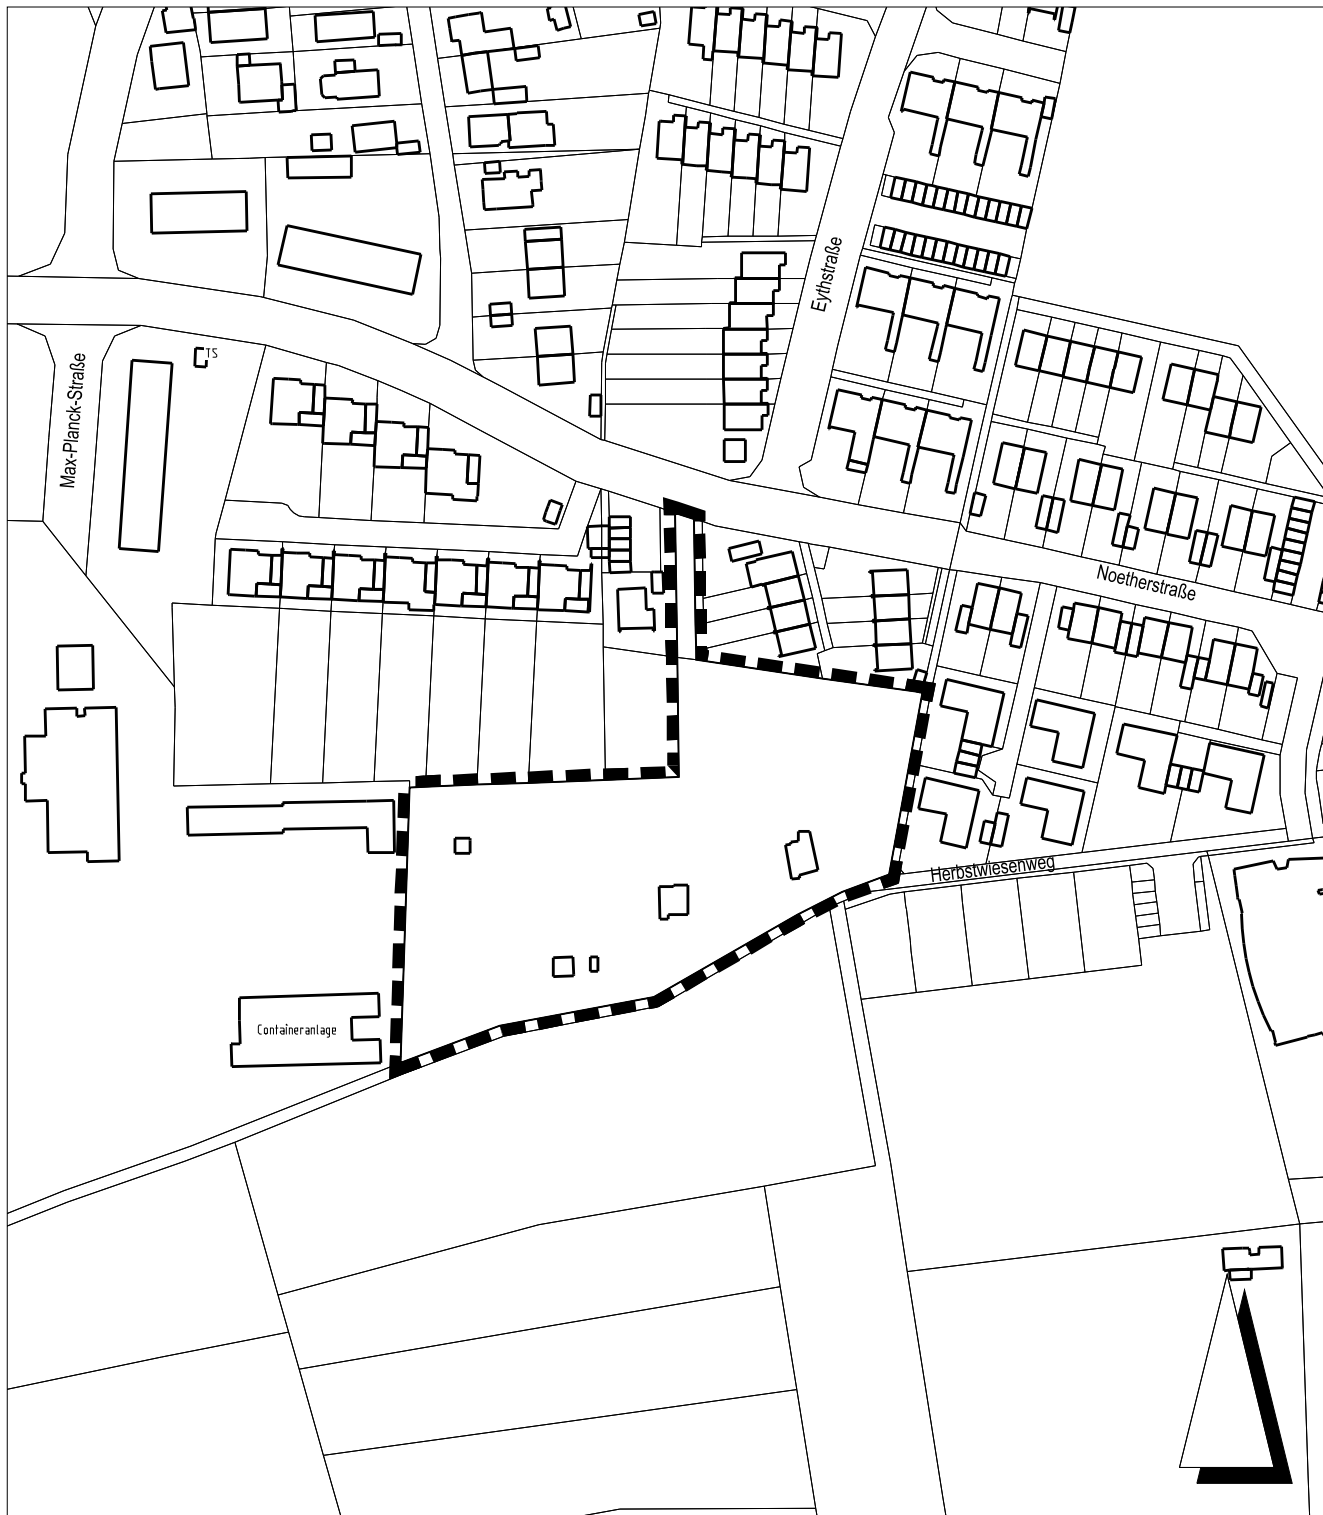 Eythstraße
TS
Max-Planck-Straße
Noetherstraße
Herbstwiesenweg
Containeranlage